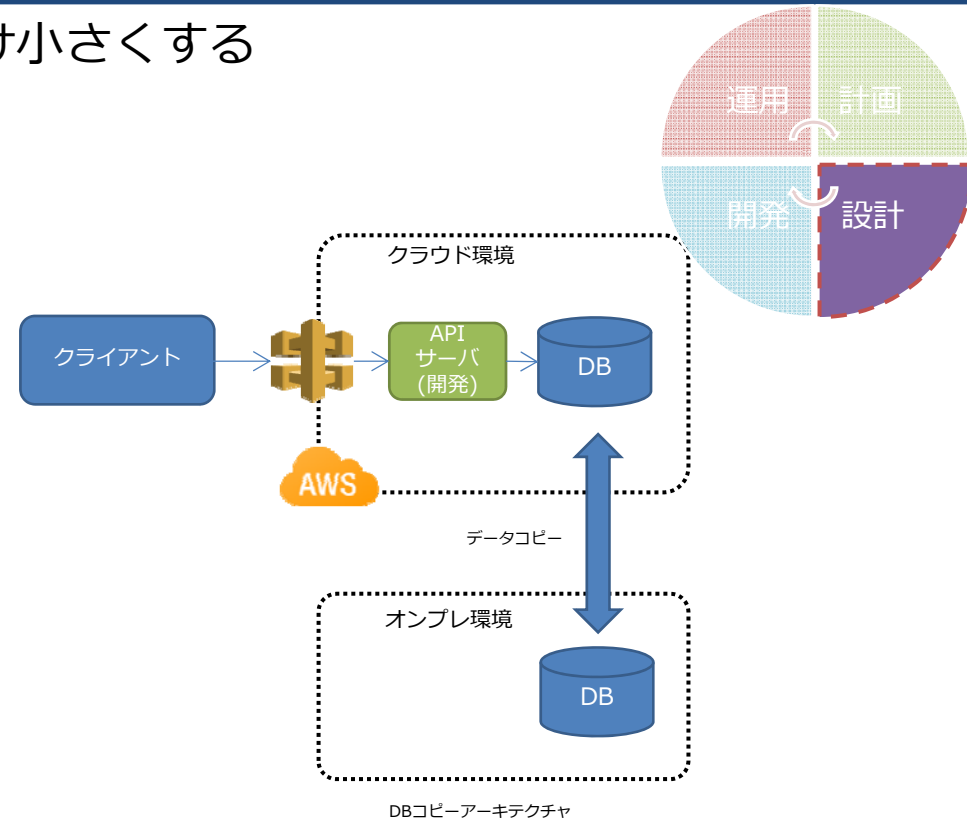 小さくする
運用
計画
開発
設計
クラウド環境
クライアント
API
サーバ
(開発)
DB
AWS
データコピー
オンプレ環境
DB
DBコピーアーキテクチャ